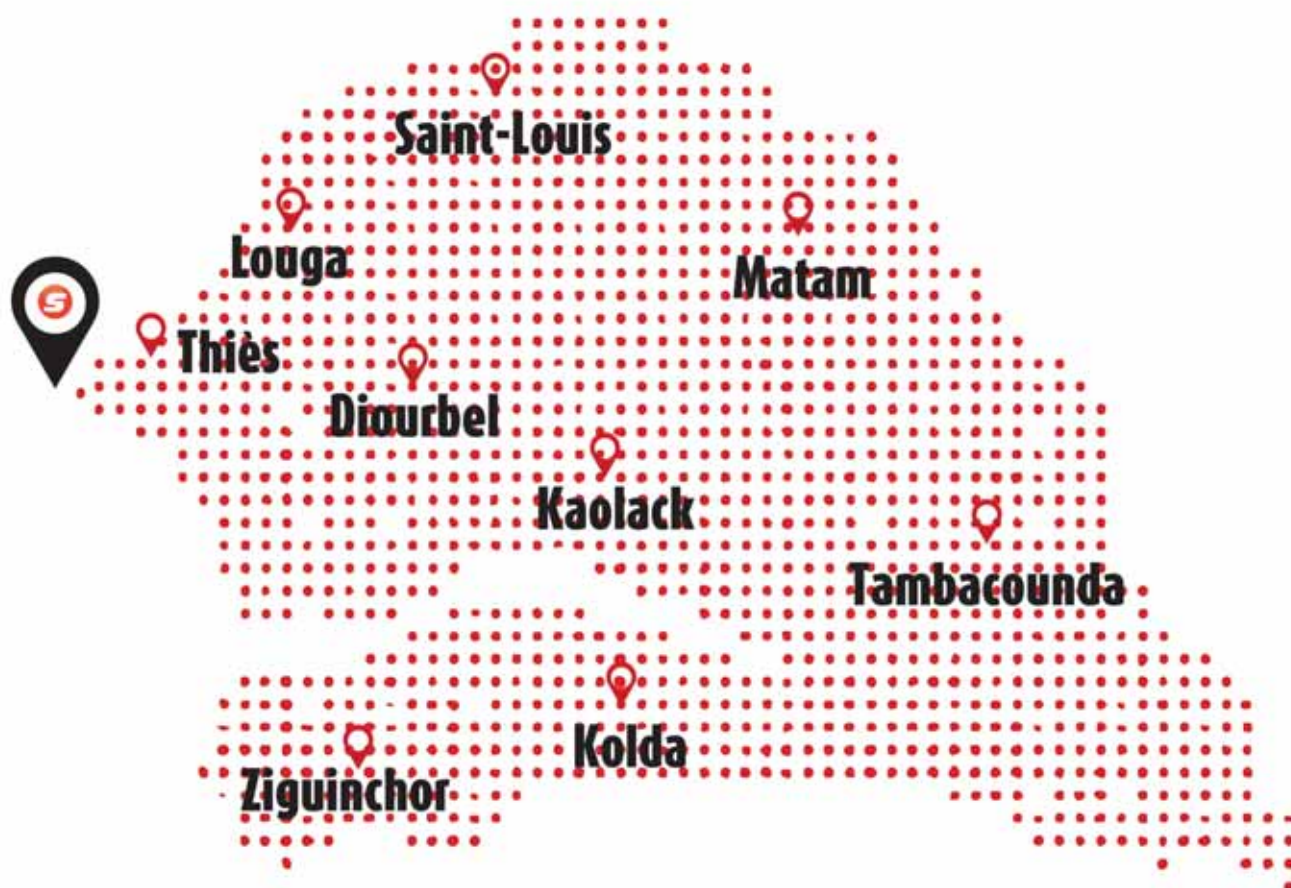 Saint-Louis
Louga
Matam
S
Thiès
Diourbel
Kaolack
Tambacounda
Kolda
Ziguinchor